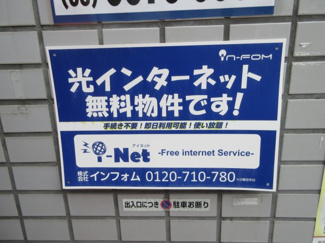 in-FOM
光インターネット
無料物件です!
手続き不要!即日利用可能!使い放題!
アイネット
i-Net -Free internet Service-
株式会社 インフォム 0120-710-780
出入口につき 駐車お断り